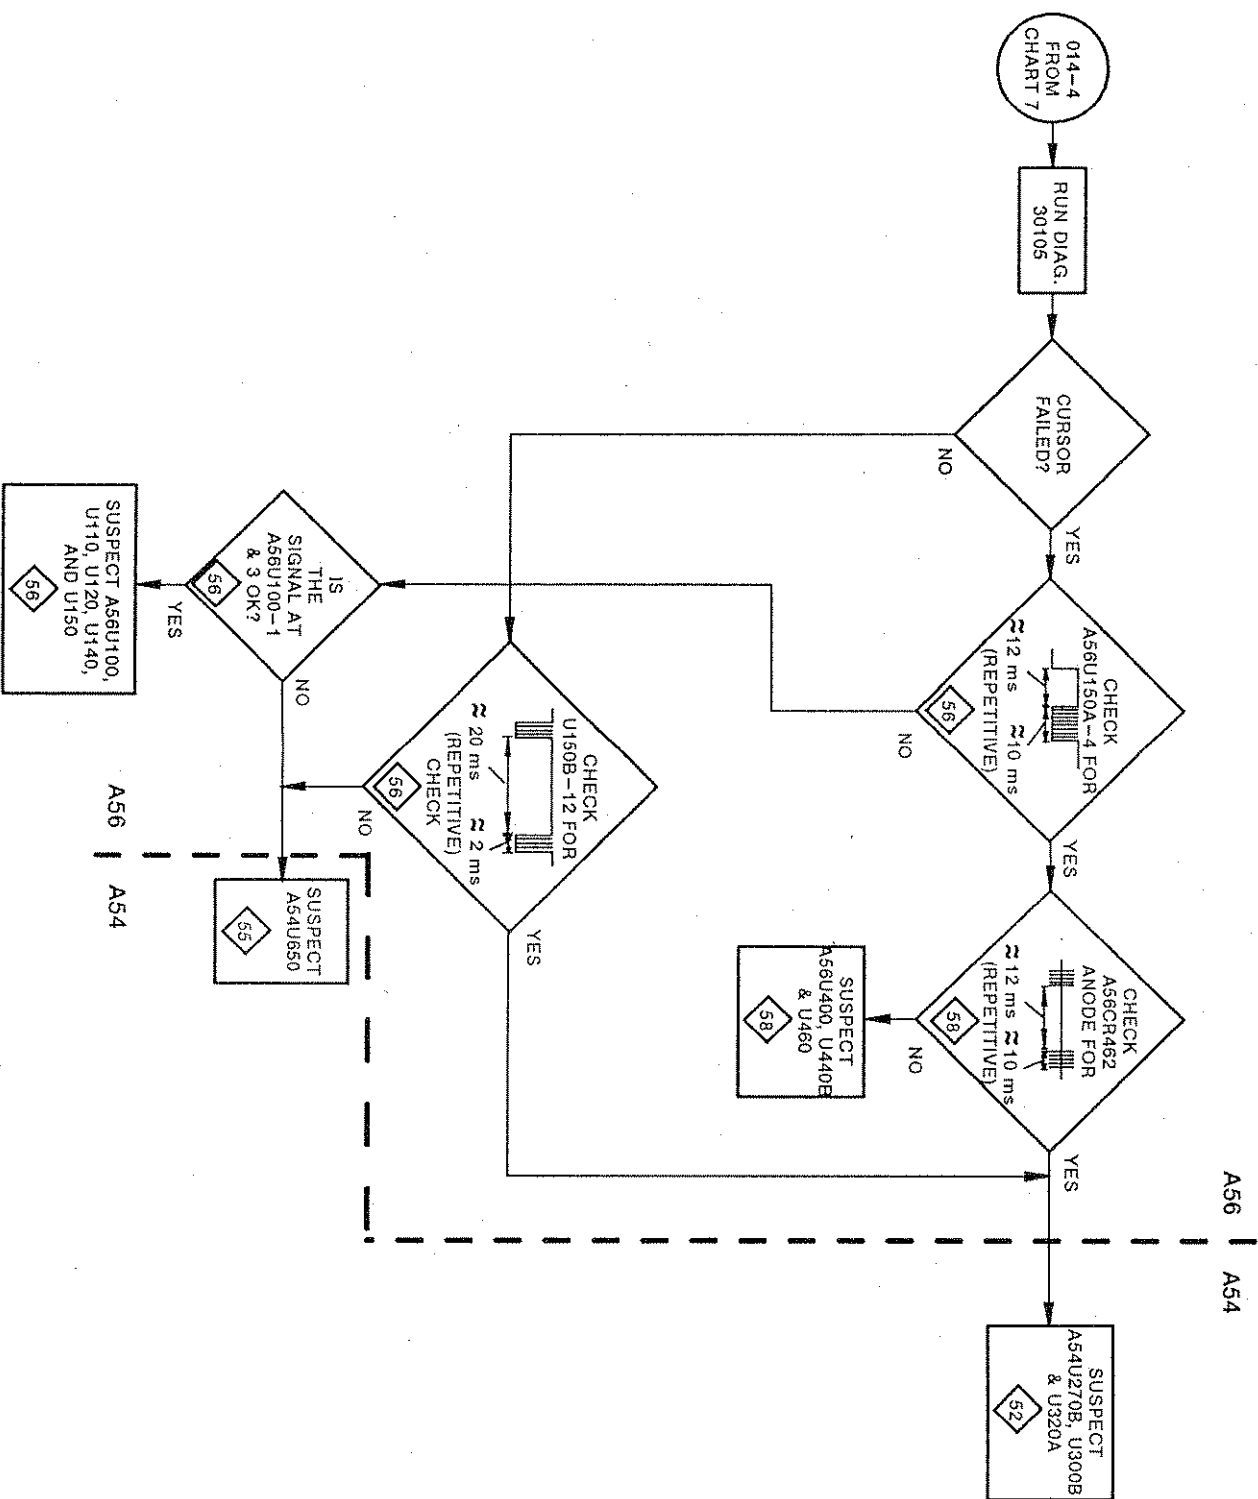 014-4
FROM
CHART 7
RUN DIAG.
30105
CURSOR
FAILED?
YES
NO
CHECK
A56U150A-4 FOR
≈12 ms ≈10 ms
(REPETITIVE)
56
YES
NO
CHECK
A56CR462
ANODE FOR
≈12 ms ≈10 ms
(REPETITIVE)
58
YES
NO
SUSPECT
A56U400, U440B
& U460
58
A56
A54
SUSPECT
A54U270B, U300B
& U320A
52
CHECK
U150B-12 FOR
≈ 20 ms ≈ 2 ms
(REPETITIVE)
CHECK
56
YES
NO
IS
THE
SIGNAL AT
A56U100-1
& 3 OK?
56
YES
NO
SUSPECT A56U100,
U110, U120, U140,
AND U150
56
SUSPECT
A54U650
55
A56
A54